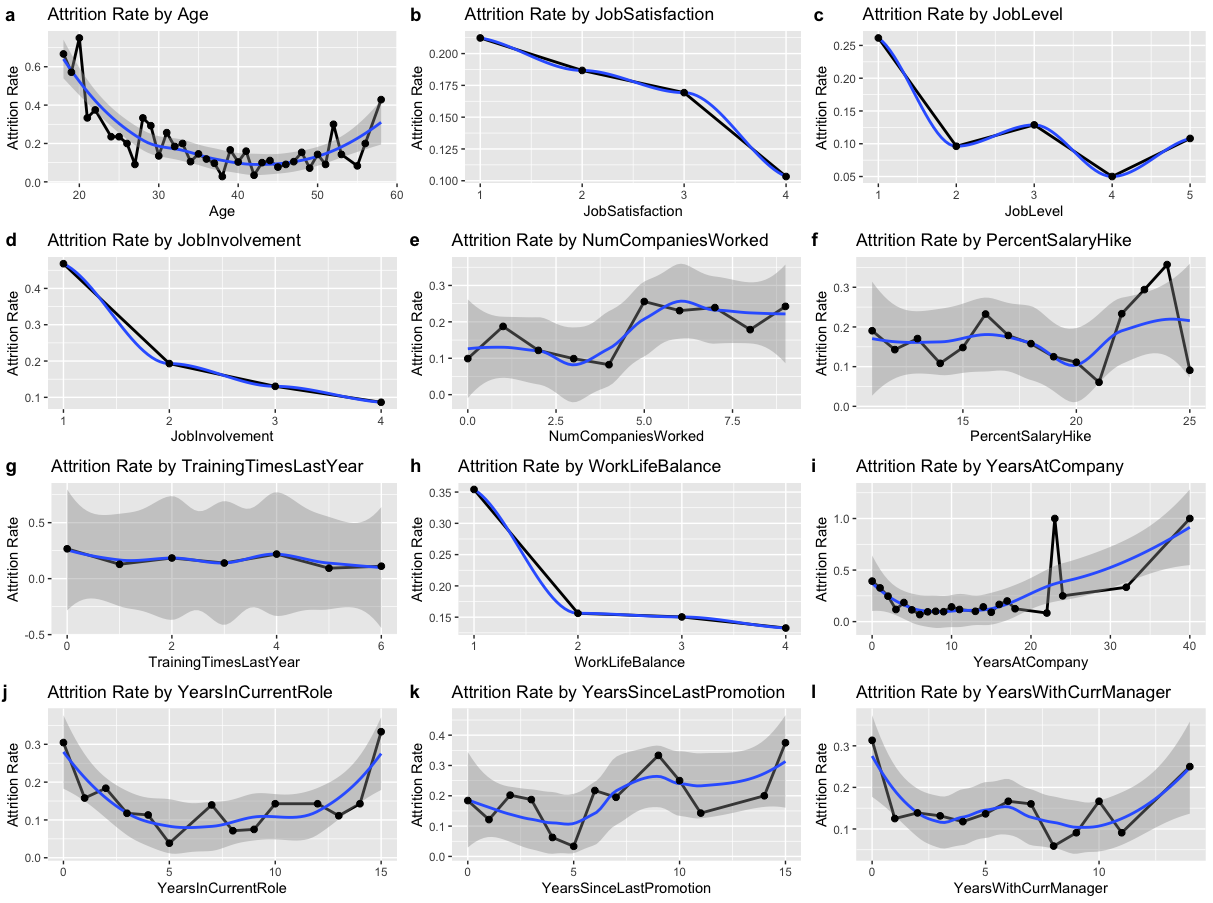 a Attrition Rate by Age
Attrition Rate
0.6
0.4
0.2
0.0
20 30 40 50 60
Age
b Attrition Rate by JobSatisfaction
Attrition Rate
0.200
0.175
0.150
0.125
0.100
1 2 3 4
JobSatisfaction
c Attrition Rate by JobLevel
Attrition Rate
0.25
0.20
0.15
0.10
0.05
1 2 3 4 5
JobLevel
d Attrition Rate by JobInvolvement
Attrition Rate
0.4
0.3
0.2
0.1
1 2 3 4
JobInvolvement
e Attrition Rate by NumCompaniesWorked
Attrition Rate
0.3
0.2
0.1
0.0
0.0 2.5 5.0 7.5
NumCompaniesWorked
f Attrition Rate by PercentSalaryHike
Attrition Rate
0.3
0.2
0.1
0.0
15 20 25
PercentSalaryHike
g Attrition Rate by TrainingTimesLastYear
Attrition Rate
0.5
0.0
-0.5
0 2 4 6
TrainingTimesLastYear
h Attrition Rate by WorkLifeBalance
Attrition Rate
0.35
0.30
0.25
0.20
0.15
1 2 3 4
WorkLifeBalance
i Attrition Rate by YearsAtCompany
Attrition Rate
1.0
0.5
0.0
0 10 20 30 40
YearsAtCompany
j Attrition Rate by YearsInCurrentRole
Attrition Rate
0.3
0.2
0.1
0.0
0 5 10 15
YearsInCurrentRole
k Attrition Rate by YearsSinceLastPromotion
Attrition Rate
0.4
0.3
0.2
0.1
0.0
0 5 10 15
YearsSinceLastPromotion
l Attrition Rate by YearsWithCurrManager
Attrition Rate
0.3
0.2
0.1
0 5 10
YearsWithCurrManager